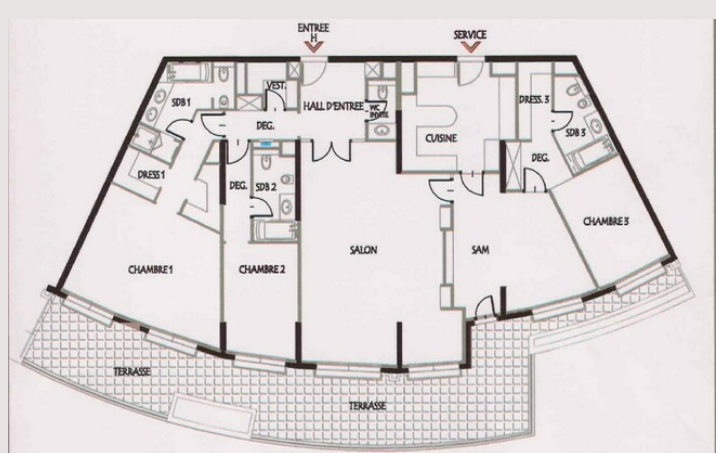 ENTREE
H
SERVICE
SDB 1
VEST.
HALL D'ENTREE
WC
INVITE
DEG.
CUISINE
DRESS. 3
SDB 3
DEG.
DRESS 1
DEG.
SDB 2
CHAMBRE 1
CHAMBRE 2
SALON
SAM
CHAMBRE 3
TERRASSE
TERRASSE